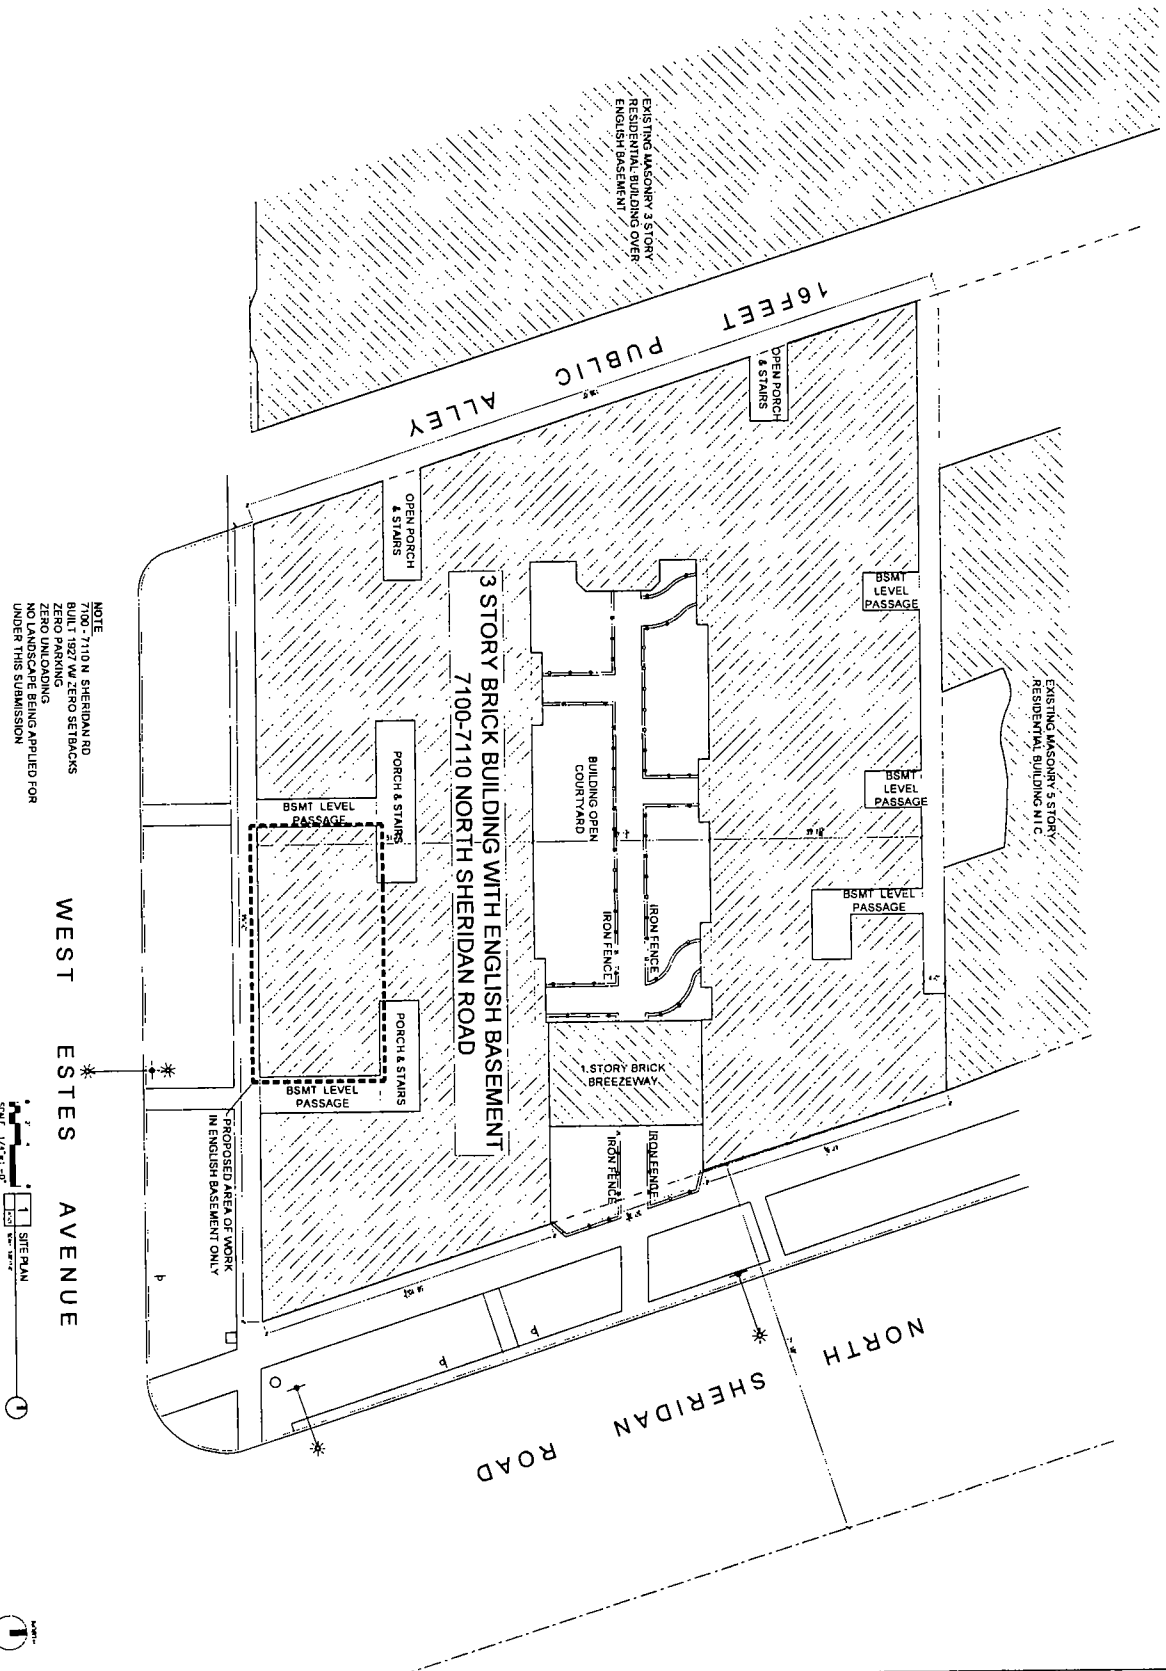 EXISTING MASONRY 3 STORY
RESIDENTIAL BUILDING OVER
ENGLISH BASEMENT
16FEET PUBLIC ALLEY
OPEN PORCH
& STAIRS
OPEN PORCH
& STAIRS
BSMT
LEVEL
PASSAGE
BSMT
LEVEL
PASSAGE
BSMT LEVEL
PASSAGE
EXISTING MASONRY 5 STORY
RESIDENTIAL BUILDING N I C
3 STORY BRICK BUILDING WITH ENGLISH BASEMENT
7100-7110 NORTH SHERIDAN ROAD
BUILDING OPEN
COURTYARD
IRON FENCE
IRON FENCE
1 STORY BRICK
BREEZEWAY
IRON FENCE
IRON FENCE
PORCH & STAIRS
BSMT LEVEL
PASSAGE
PORCH & STAIRS
BSMT LEVEL
PASSAGE
PROPOSED AREA OF WORK
IN ENGLISH BASEMENT ONLY
NOTE
7100 - 7110 N SHERIDAN RD
BUILT 1927 W/ ZERO SETBACKS
ZERO PARKING
ZERO UNLOADING
NO LANDSCAPE BEING APPLIED FOR
UNDER THIS SUBMISSION
WEST ESTES AVENUE
NORTH SHERIDAN ROAD
1
SITE PLAN